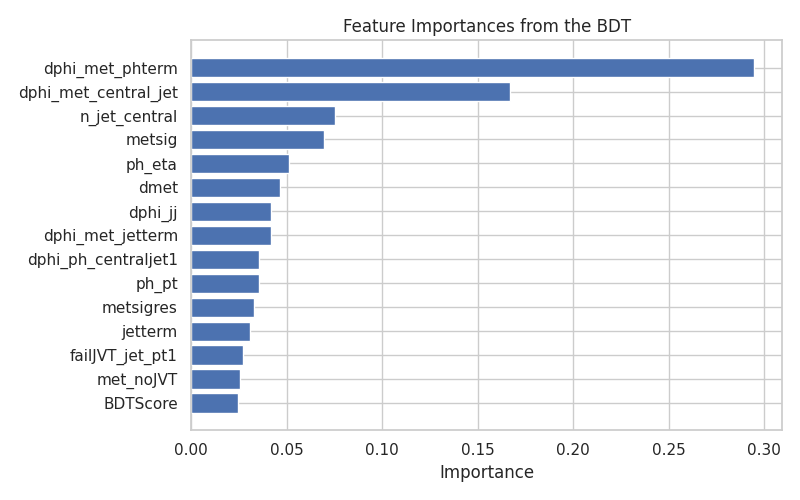 Feature Importances from the BDT
dphi_met_phterm
dphi_met_central_jet
n_jet_central
metsig
ph_eta
dmet
dphi_jj
dphi_met_jetterm
dphi_ph_centraljet1
ph_pt
metsigres
jetterm
failJVT_jet_pt1
met_noJVT
BDTScore
0.00 0.05 0.10 0.15 0.20 0.25 0.30
Importance